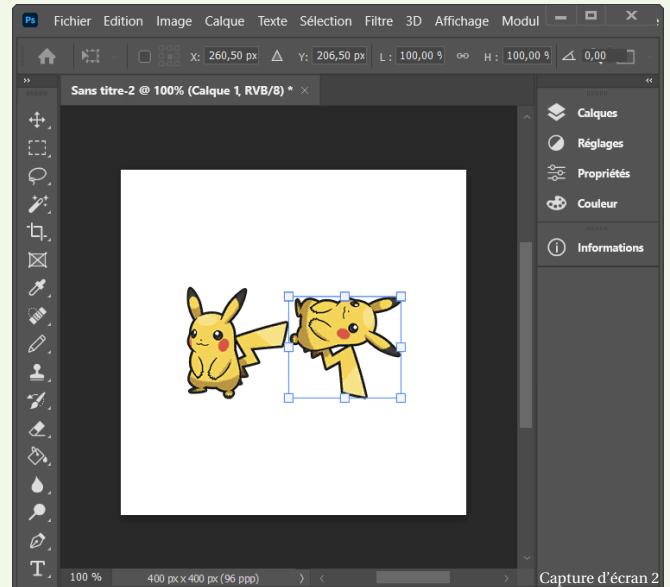 Ps Fichier Edition Image Calque Texte Sélection Filtre 3D Affichage Modul
X: 260,50 px Y: 206,50 px L : 100,00 % H : 100,00 % 0,00
Sans titre-2 @ 100% (Calque 1, RVB/8) * ×
Calques
Réglages
Propriétés
Couleur
Informations
100 % 400 px x 400 px (96 ppp)
Capture d'écran 2